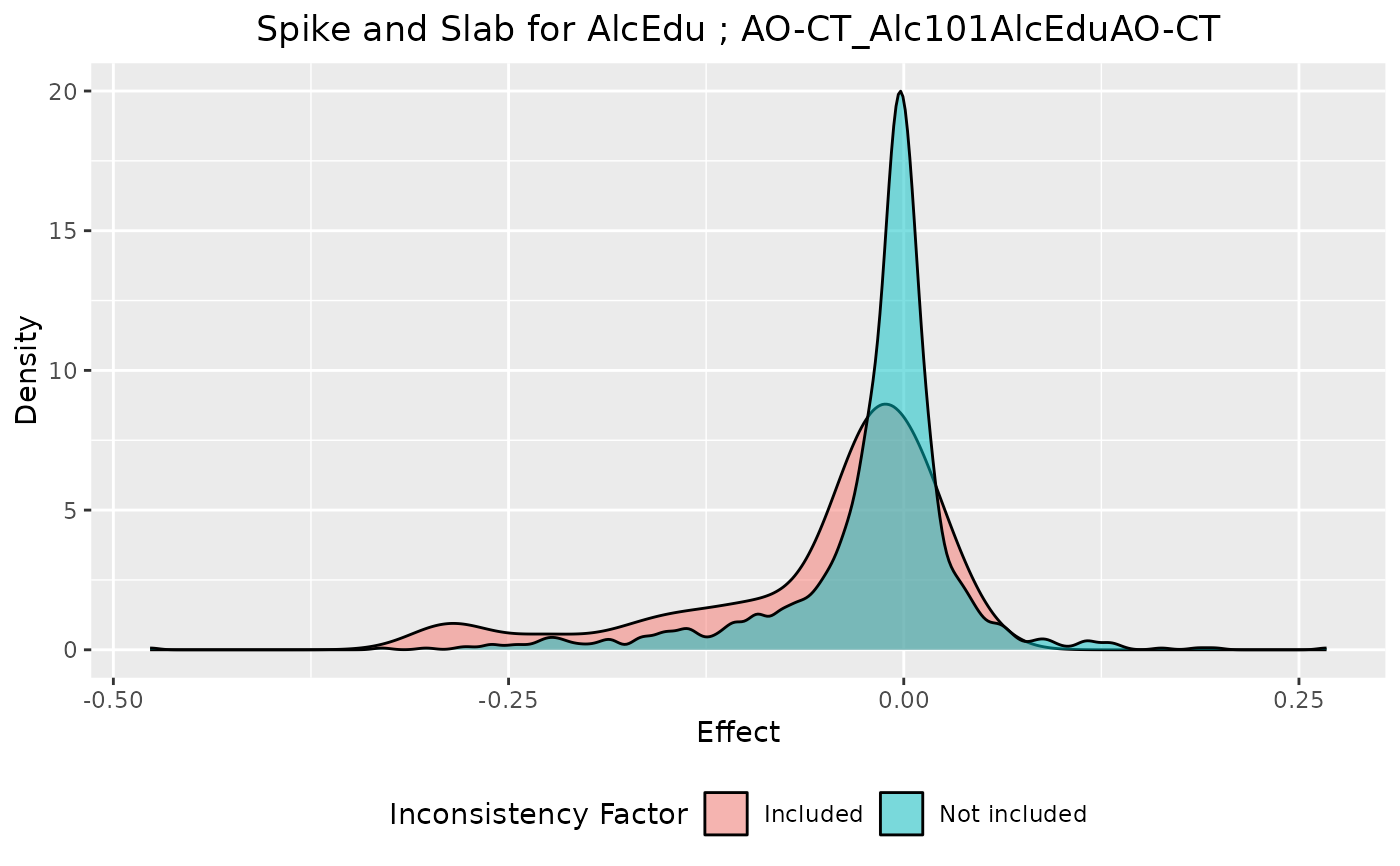 Spike and Slab for AlcEdu ; AO-CT_Alc101AlcEduAO-CT
20
15
10
5
0
Density
-0.50 -0.25 0.00 0.25
Effect
Inconsistency Factor Included Not included